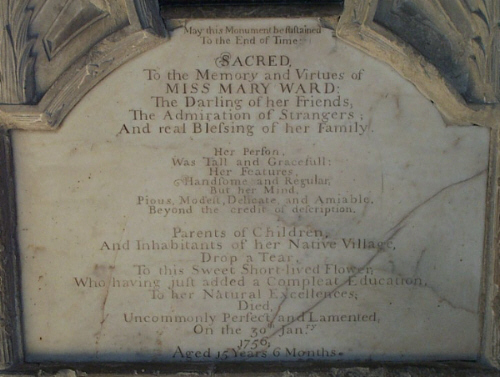 May this Monument be sustained
To the End of Time.
SACRED,
To the Memory and Virtues of
MISS MARY WARD:
The Darling of her Friends,
The Admiration of Strangers;
And real Blefsing of her Family.
Her Perſon,
Was Tall and Gracefull:
Her Features,
Handſome and Regular,
But her Mind,
Pious, Modeſt, Delicate and Amiable,
Beyond the credit of deſcription.
Parents of Children,
And Inhabitants of her Native Village,
Drop a Tear,
To this Sweet Short-lived Flower,
Who having juſt added a Compleat Education,
To her Natural Excellences;
Died,
Uncommonly Perfect and Lamented,
On the 30th Jan.ry
1756,
Aged 15 Years 6 Months.